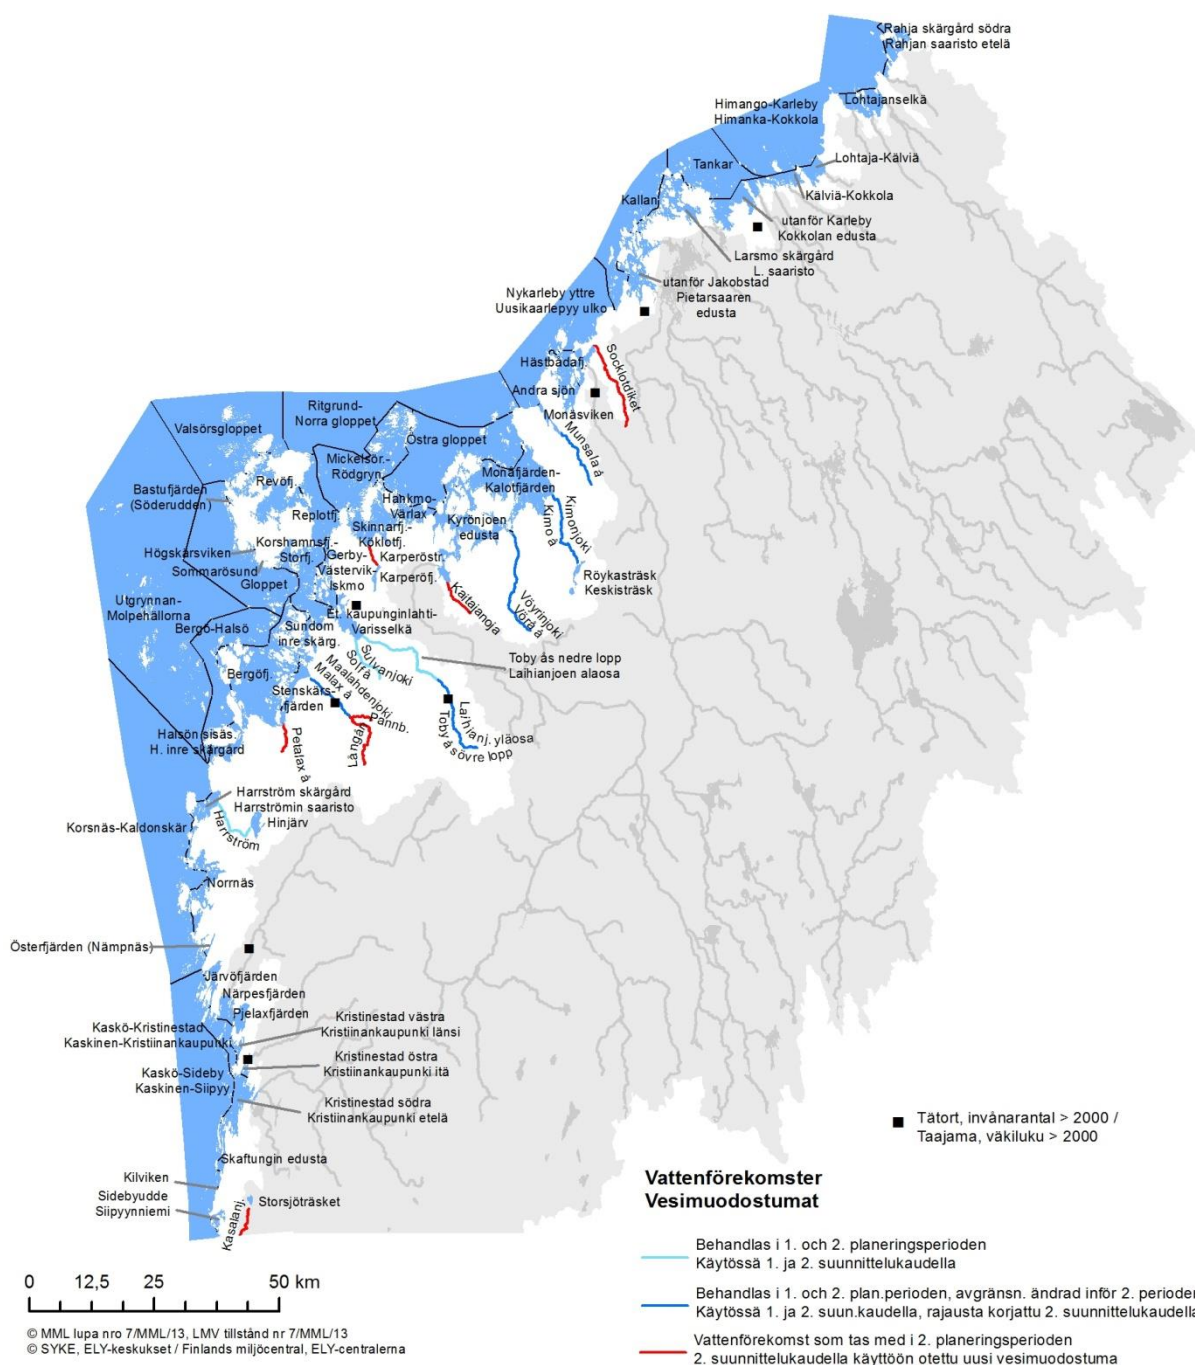 Rahja skärgård södra
Rahjan saaristo etelä
Himango-Karleby
Himanka-Kokkola
Lohtajanselkä
Tankar
Lohtaja-Kälviä
Kälviä-Kokkola
Kallanj.
utanför Karleby
Kokkolan edusta
Larsmo skärgård
L. saaristo
utanför Jakobstad
Pietarsaaren
edusta
Nykarleby yttre
Uusikaarlepyy ulko
Hästbådafj.
Socklotdiket
Andra sjön
Monåsviken
Munsala å
Ritgrund-
Norra gloppet
Valsörsgloppet
Östra gloppet
Mickelsör.-
Rödgryn.
Monäfjärden-
Kalotfjärden
Revöfj.
Bastufjärden
(Söderudden)
Hankmo-
Värlax
Replotfj.
Kyrönjoen
edusta
Kimonjoki
Kimo å
Skinnarfj.-
Köklotfj.
Korshamnsfj.-
Storfj.
Högskärsviken
Gerby-
Västervik-
Iskmo
Karperöstr.
Karperöfj.
Sommarösund
Gloppet
Röykasträsk
Keskisträsk
Utgrynnan-
Molpehällorna
Kaitajanoja
Vöyrinjoki
Vörå å
Et. kaupunginlahti-
Varisselkä
Bergö-Halsö
Sundom
inre skärg.
Sulvanjoki
Solf å
Toby ås nedre lopp
Laihianjoen alaosa
Bergöfj.
Maalahdenjoki
Malax å
Stenskärs-
fjärden
Pannb.
Långån
Laihianj. yläosa
Toby å sövre lopp
Halsön sisäs.
H. inre skärgård
Petalax å
Harrström skärgård
Harrströmin saaristo
Hinjärv
Harrström
Korsnäs-Kaldonskär
Norrnäs
Österfjärden (Nämpnäs)
Järvöfjärden
Närpesfjärden
Pjelaxfjärden
Kaskö-Kristinestad
Kaskinen-Kristiinankaupunki
Kristinestad västra
Kristiinankaupunki länsi
Kristinestad östra
Kristiinankaupunki itä
Kaskö-Sideby
Kaskinen-Siipyy
Kristinestad södra
Kristiinankaupunki etelä
Skaftungin edusta
Kilviken
Sidebyudde
Siipyynniemi
Storsjöträsket
Kasalanj.
Tätort, invånarantal > 2000 /
Taajama, väkiluku > 2000
Vattenförekomster
Vesimuodostumat
Behandlas i 1. och 2. planeringsperioden
Käytössä 1. ja 2. suunnittelukaudella
Behandlas i 1. och 2. plan.perioden, avgränsn. ändrad inför 2. perioden
Käytössä 1. ja 2. suun.kaudella, rajausta korjattu 2. suunnittelukaudella
Vattenförekomst som tas med i 2. planeringsperioden
2. suunnittelukaudella käyttöön otettu uusi vesimuodostuma
0 12,5 25 50 km
© MML lupa nro 7/MML/13, LMV tillstånd nr 7/MML/13
© SYKE, ELY-keskukset / Finlands miljöcentral, ELY-centralerna